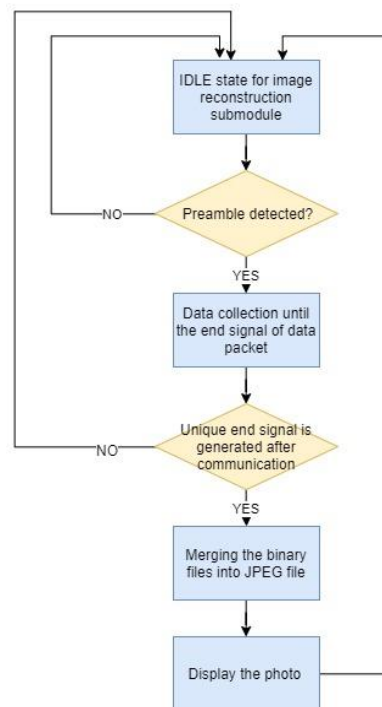 IDLE state for image
reconstruction
submodule
Preamble detected?
NO
YES
Data collection until
the end signal of data
packet
Unique end signal is
generated after
communication
NO
YES
Merging the binary
files into JPEG file
Display the photo